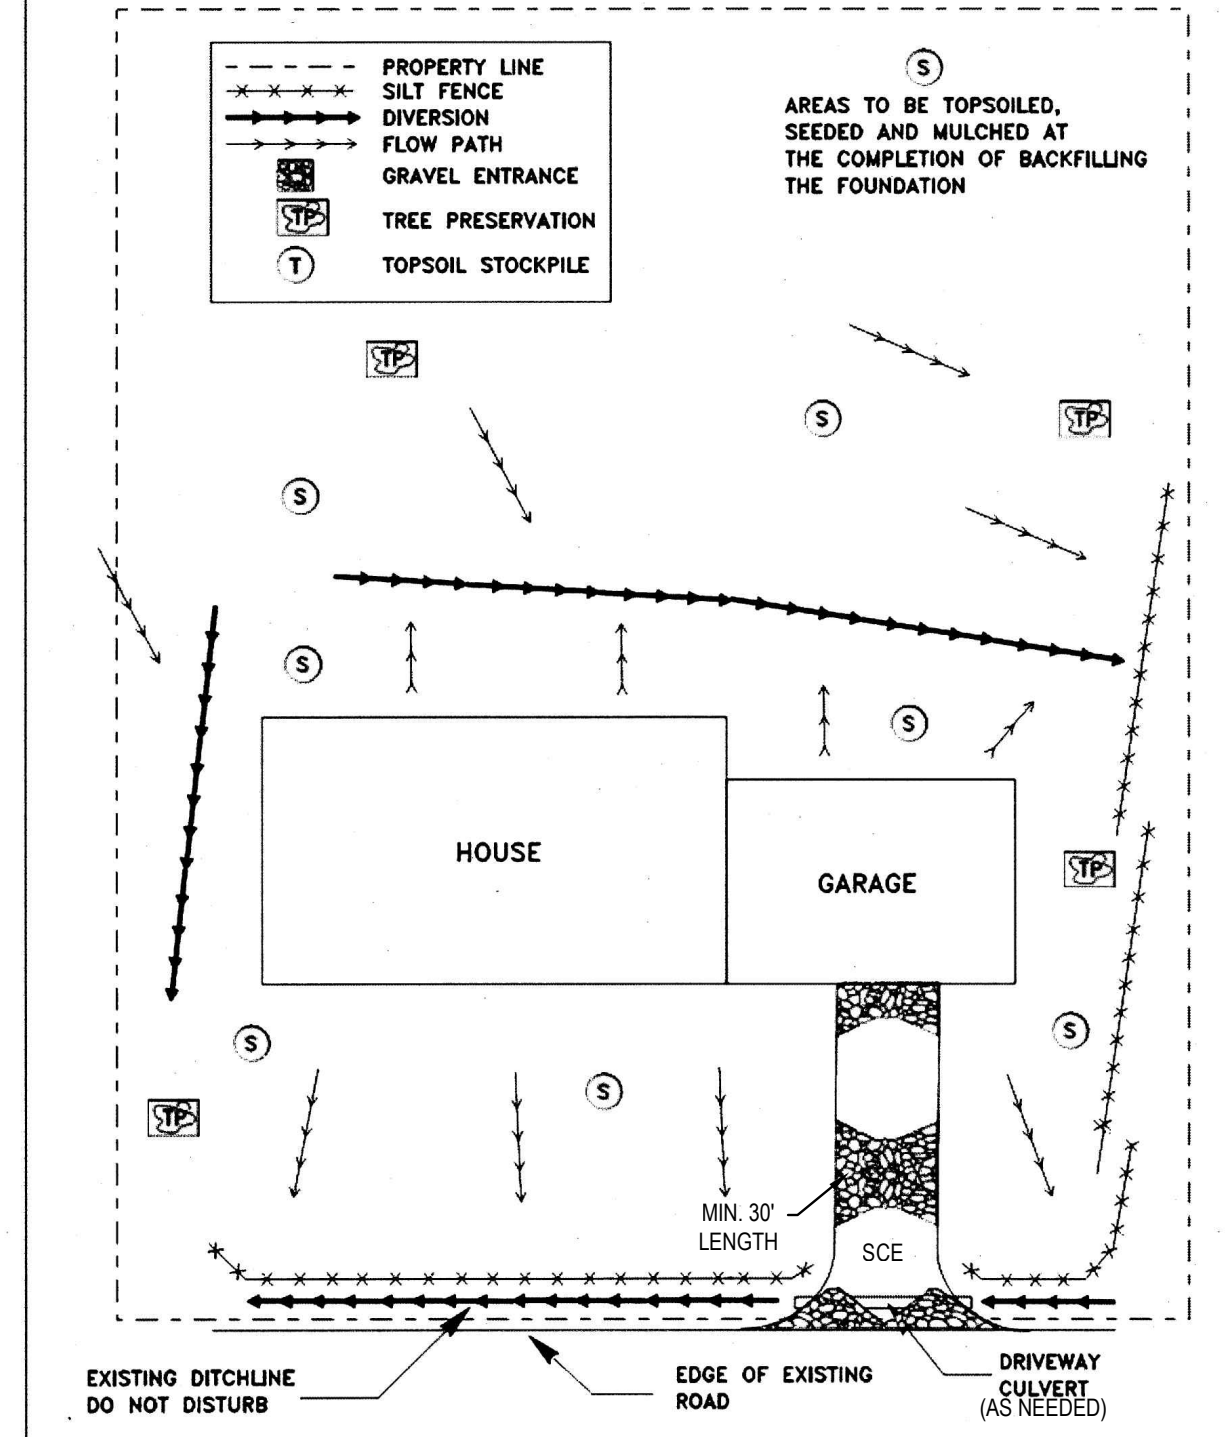 PROPERTY LINE
SILT FENCE
DIVERSION
FLOW PATH
GRAVEL ENTRANCE
TP
TREE PRESERVATION
T
TOPSOIL STOCKPILE
S
AREAS TO BE TOPSOILED,
SEEDED AND MULCHED AT
THE COMPLETION OF BACKFILLING
THE FOUNDATION
TP
S
TP
S
S
S
HOUSE
GARAGE
TP
S
S
S
TP
MIN. 30'
LENGTH
SCE
EXISTING DITCHLINE
DO NOT DISTURB
EDGE OF EXISTING
ROAD
DRIVEWAY
CULVERT
(AS NEEDED)